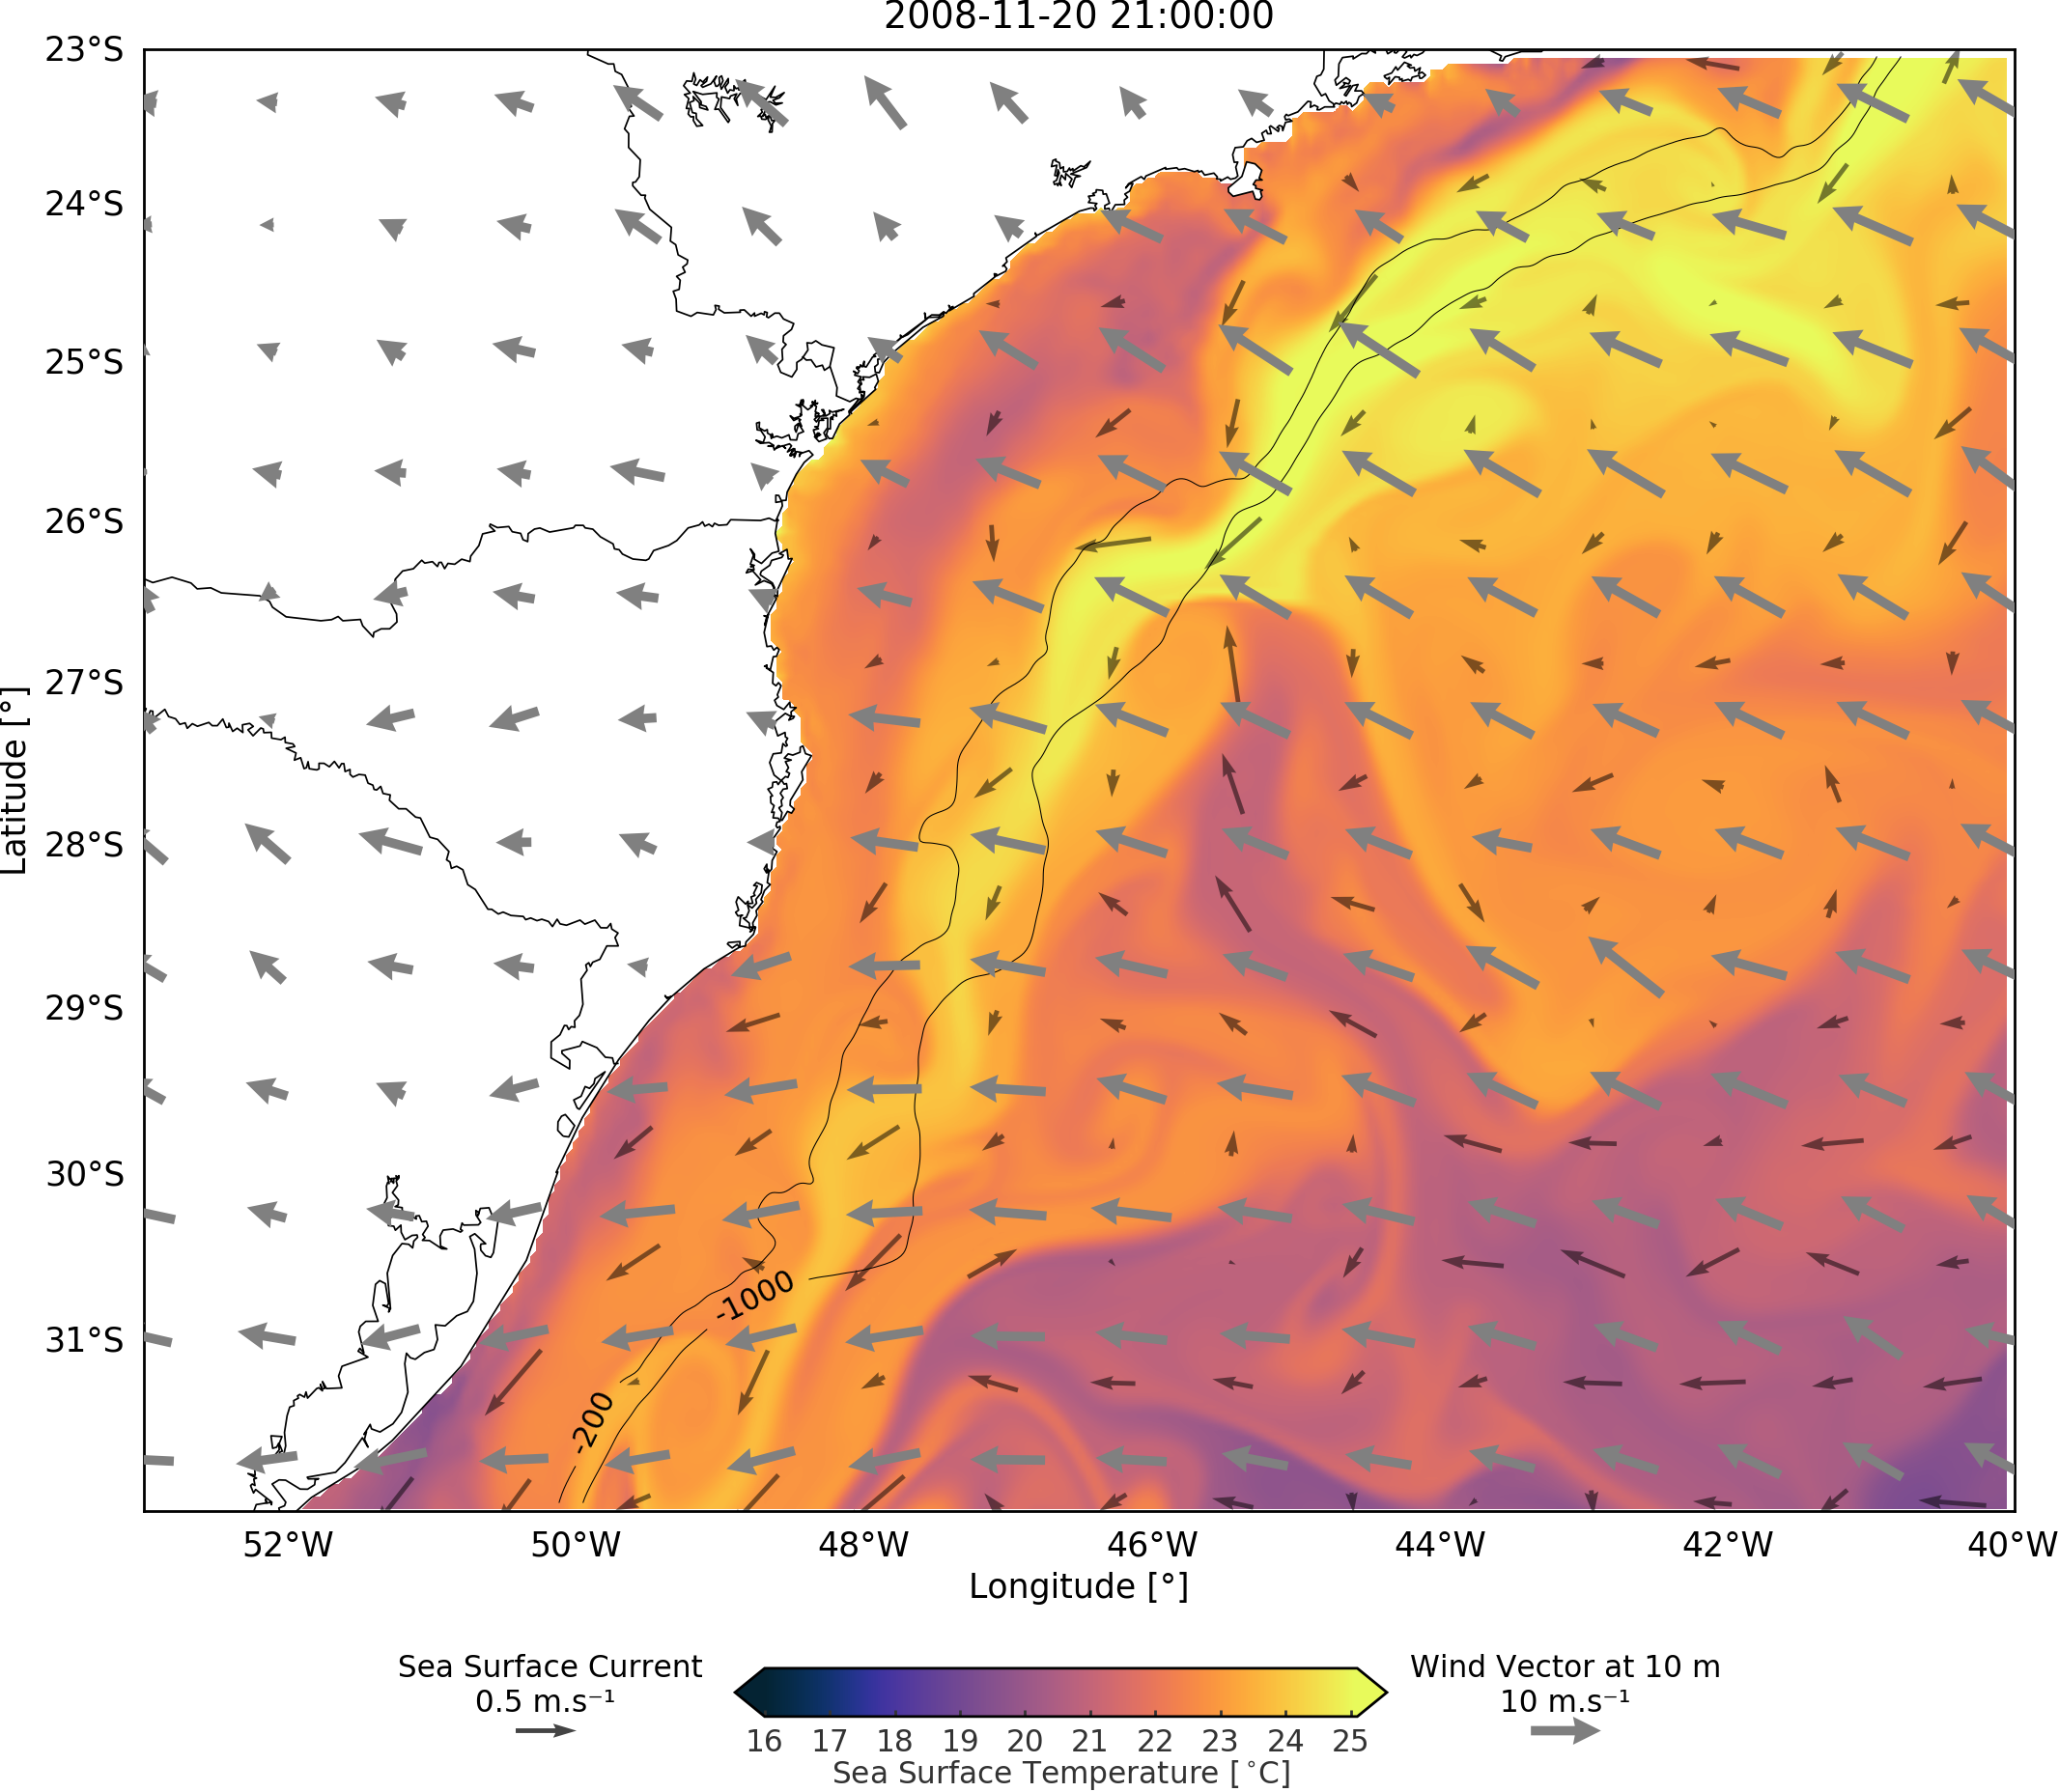 2008-11-20 21:00:00
23°S
24°S
25°S
26°S
27°S
28°S
29°S
30°S
31°S
Latitude [°]
-1000
-200
52°W
50°W
48°W
46°W
44°W
42°W
40°W
Longitude [°]
Sea Surface Current
0.5 m.s⁻¹
16
17
18
19
20
21
22
23
24
25
Sea Surface Temperature [°C]
Wind Vector at 10 m
10 m.s⁻¹